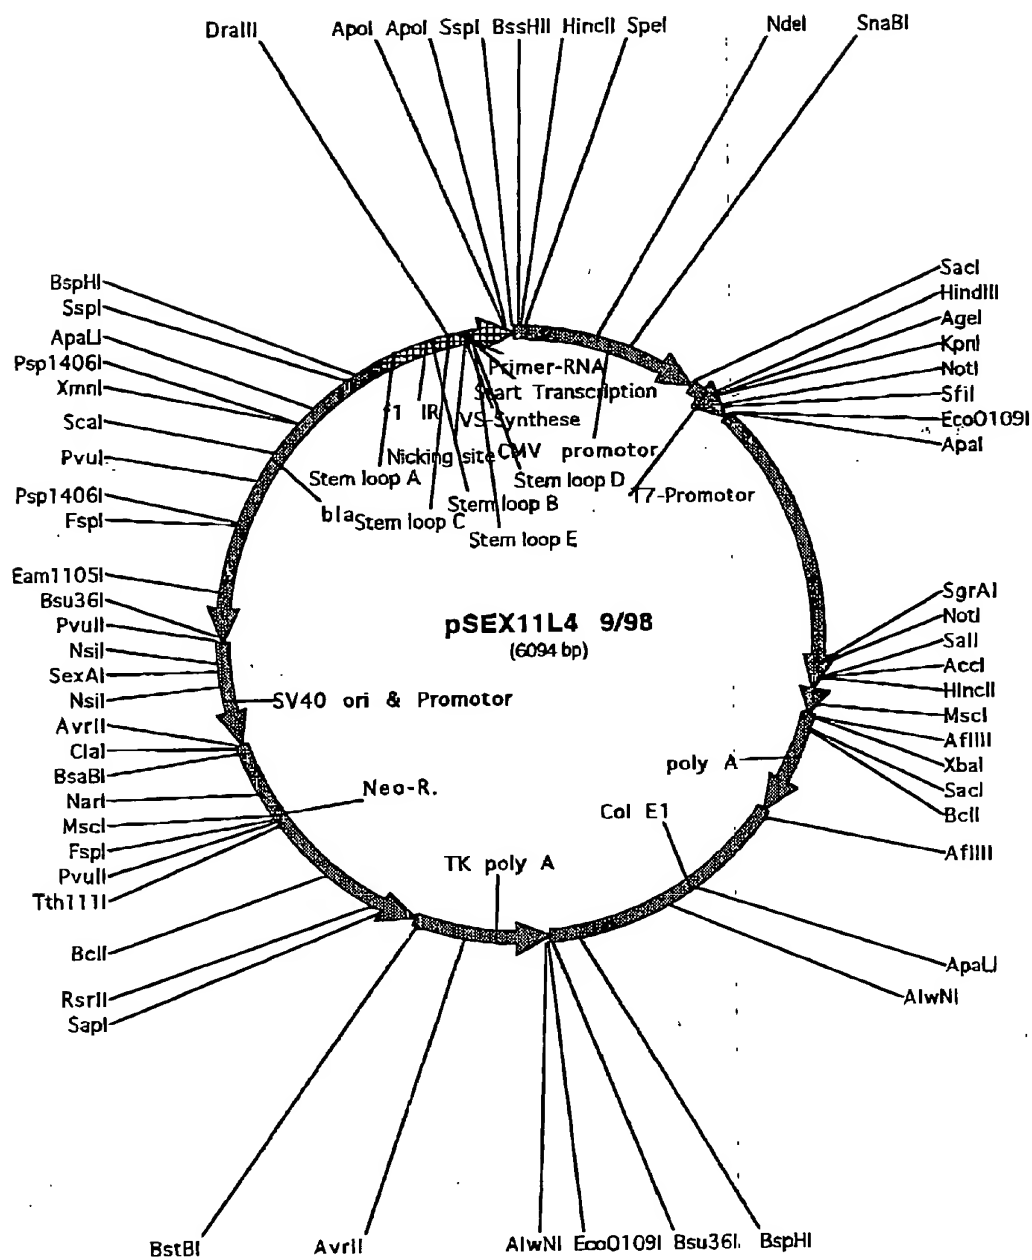 DraIII ApoI ApoI SspI BssHII HincII SpeI NdeI SnaBI
BspHI
SspI
ApaLI
Psp1406I
XmnI
ScaI
PvuI
Psp1406I
FspI
Eam1105I
Bsu36I
PvuII
NsiI
SexAI
NsiI
AvrII
ClaI
BsaBI
NarI
MscI
FspI
PvuII
Tth111I
BclI
RsrII
SapI
SacI
HindIII
AgeI
KpnI
NotI
SfiI
EcoO109I
ApaI
SgrAI
NotI
SalI
AccI
HincII
MscI
AflIII
XbaI
SacI
BclI
AflIII
ApaLI
AlwNI
Primer-RNA
Start Transcription
f1 IR
VS-Synthese
Nicking site
CMV promotor
Stem loop A
Stem loop D
T7-Promotor
Stem loop B
bla
Stem loop C
Stem loop E
pSEX11L4 9/98
(6094 bp)
SV40 ori & Promotor
poly A
Neo-R.
Col E1
TK poly A
BstBI AvrII AlwNI EcoO109I Bsu36I BspHI